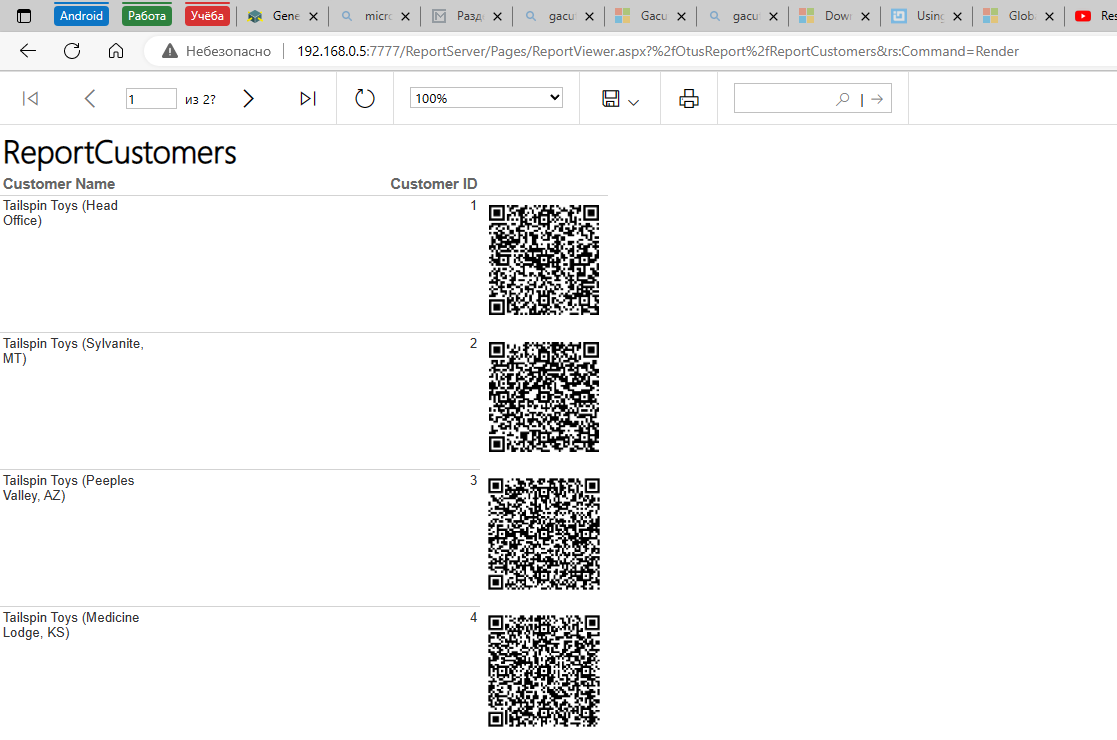 Android Работа Учёба Gene micro Разд gacu Gacu gacu Dow Using Glob Res
Небезопасно 192.168.0.5:7777/ReportServer/Pages/ReportViewer.aspx?%2fOtusReport%2fReportCustomers&rs:Command=Render
1 из 2? 100%
ReportCustomers
Customer Name Customer ID
Tailspin Toys (Head 1
Office)
Tailspin Toys (Sylvanite, 2
MT)
Tailspin Toys (Peeples 3
Valley, AZ)
Tailspin Toys (Medicine 4
Lodge, KS)